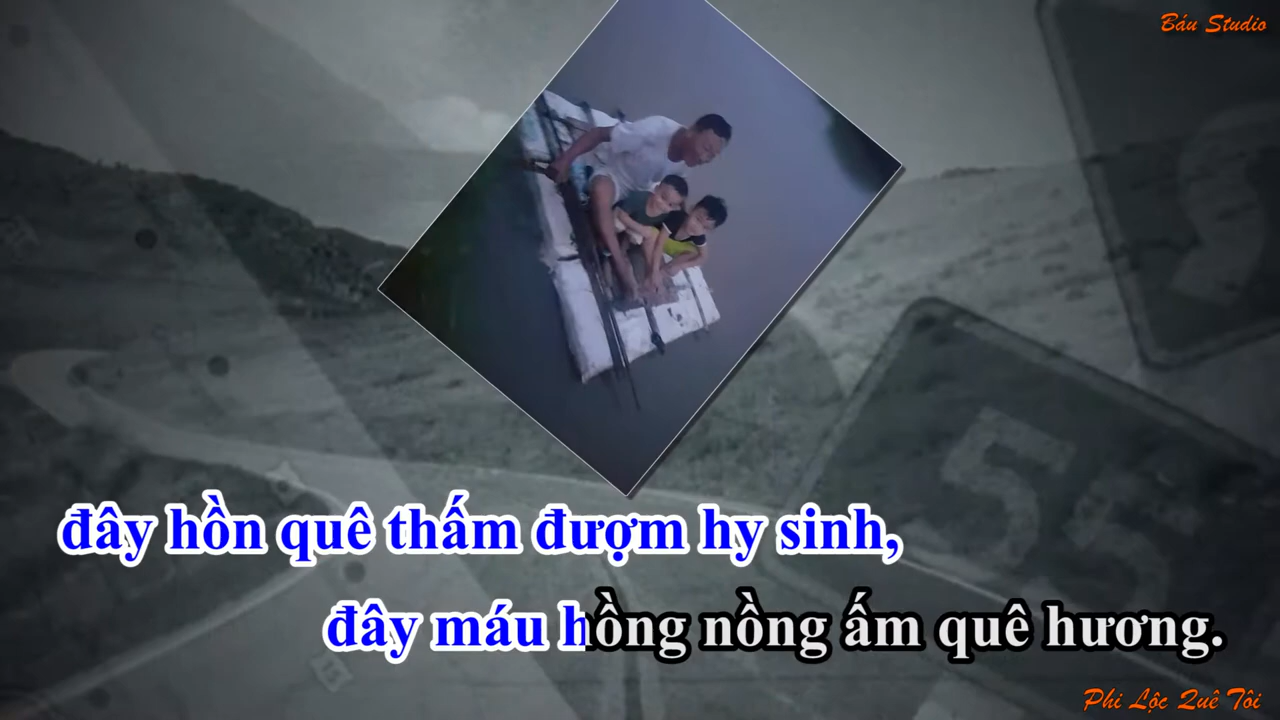 Báu Studio
55
đây hồn quê thấm đượm hy sinh,
đây máu hồng nồng ấm quê hương.
Phi Lộc Quê Tôi